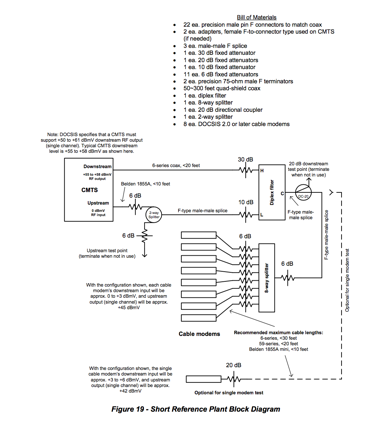 Bill of Materials
• 22 ea. precision male pin F connectors to match coax
• 2 ea. adapters, female F-to-connector type used on CMTS
(if needed)
• 3 ea. male-male F splice
• 1 ea. 30 dB fixed attenuator
• 1 ea. 20 dB fixed attenuators
• 1 ea. 10 dB fixed attenuator
• 11 ea. 6 dB fixed attenuators
• 2 ea. precision 75-ohm male F terminators
• 50~300 feet quad-shield coax
• 1 ea. diplex filter
• 1 ea. 8-way splitter
• 1 ea. 20 dB directional coupler
• 1 ea. 2-way splitter
• 8 ea. DOCSIS 2.0 or later cable modems
Note: DOCSIS specifies that a CMTS must
support +50 to +61 dBmV downstream RF output
(single channel). Typical CMTS downstream
level is +55 to +58 dBmV as shown here.
Downstream
+55 to +58 dBmV
RF output
CMTS
Upstream
0 dBmV
RF input
6-series coax, <20 feet
Belden 1855A, <10 feet
6 dB
2-way
Splitter
6 dB
Upstream test point
(terminate when not in use)
F-type male-male splice
30 dB
10 dB
H
L
C
Diplex filter
20 dB downstream
test point (terminate
when not in use)
DC-20
F-type male-
male splice
F-type male-male splice
Optional for single modem test
6 dB
8-way splitter
6 dB
With the configuration shown, each cable
modem's downstream input will be
approx. 0 to +3 dBmV, and upstream
output (single channel) will be approx.
+45 dBmV
Cable modems
Recommended maximum cable lengths:
6-series, <30 feet
59-series, <20 feet
Belden 1855A mini, <10 feet
With the configuration shown, the single
cable modem's downstream input will be
approx. +3 to +6 dBmV, and upstream
output (single channel) will be approx.
+42 dBmV
20 dB
Optional for single modem test
Figure 19 - Short Reference Plant Block Diagram